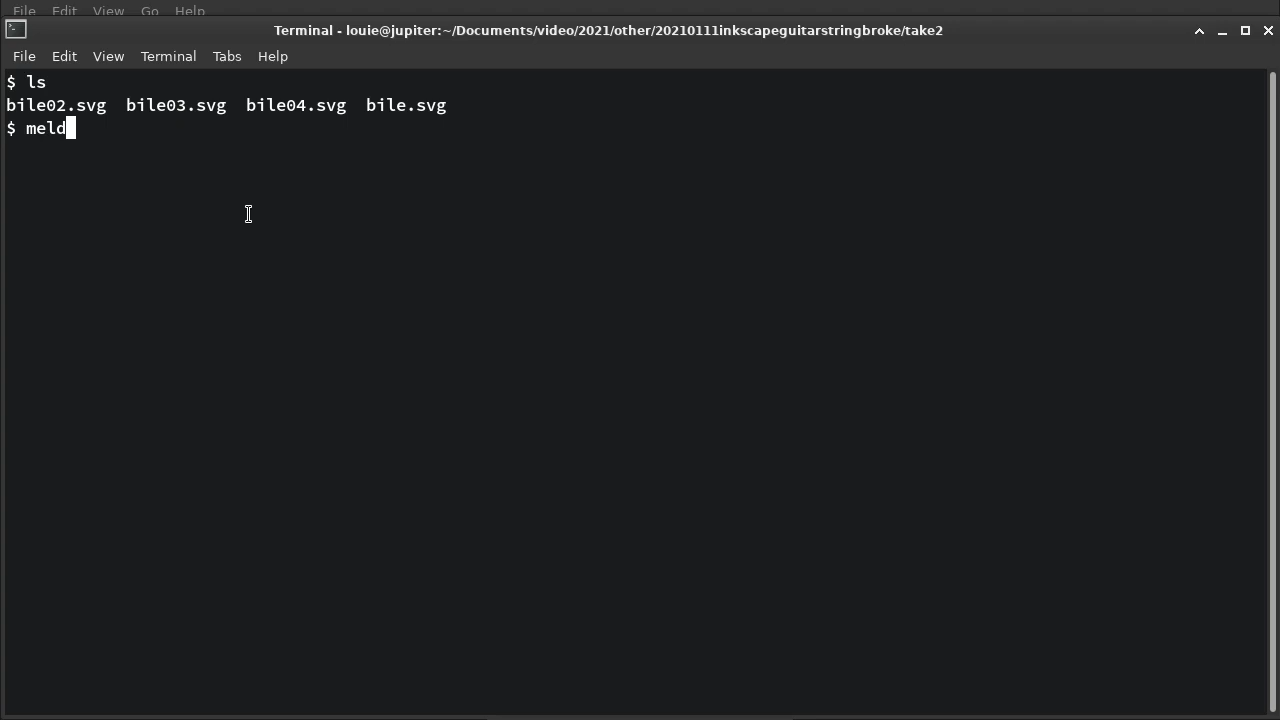 File Edit View Go Help
Terminal - louie@jupiter:~/Documents/video/2021/other/20210111inkscapeguitarstringbroke/take2
File Edit View Terminal Tabs Help
$ ls
bile02.svg bile03.svg bile04.svg bile.svg
$ meld